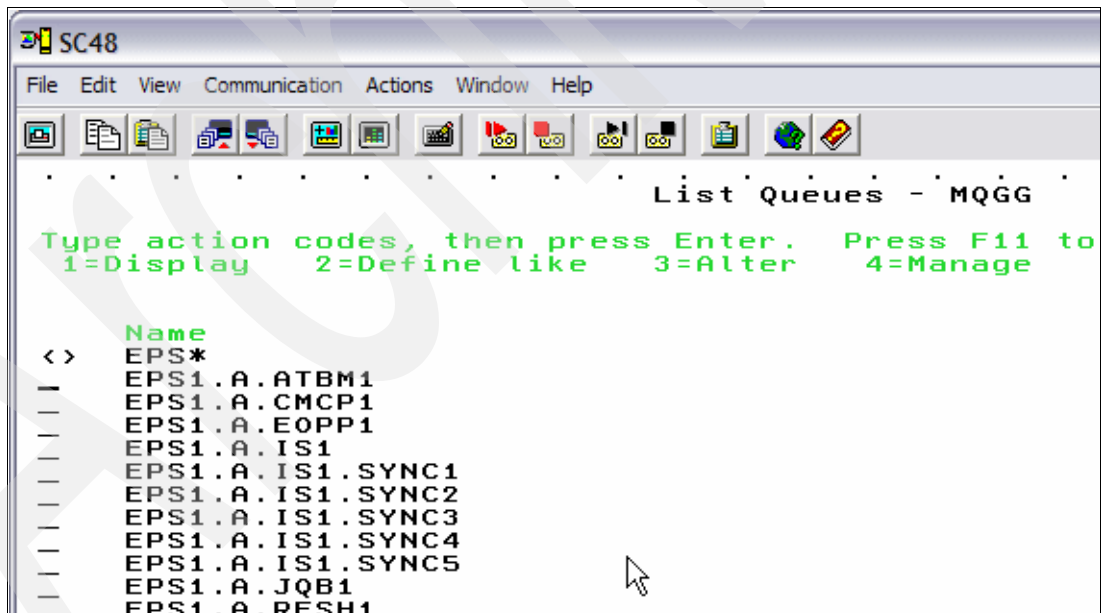 SC48
File Edit View Communication Actions Window Help
List Queues - MQGG
Type action codes, then press Enter. Press F11 to
1=Display 2=Define like 3=Alter 4=Manage
Name
<> EPS*
_ EPS1.A.ATBM1
_ EPS1.A.CMCP1
_ EPS1.A.EOPP1
_ EPS1.A.IS1
_ EPS1.A.IS1.SYNC1
_ EPS1.A.IS1.SYNC2
_ EPS1.A.IS1.SYNC3
_ EPS1.A.IS1.SYNC4
_ EPS1.A.IS1.SYNC5
_ EPS1.A.JQB1
EPS1.A.RESH1